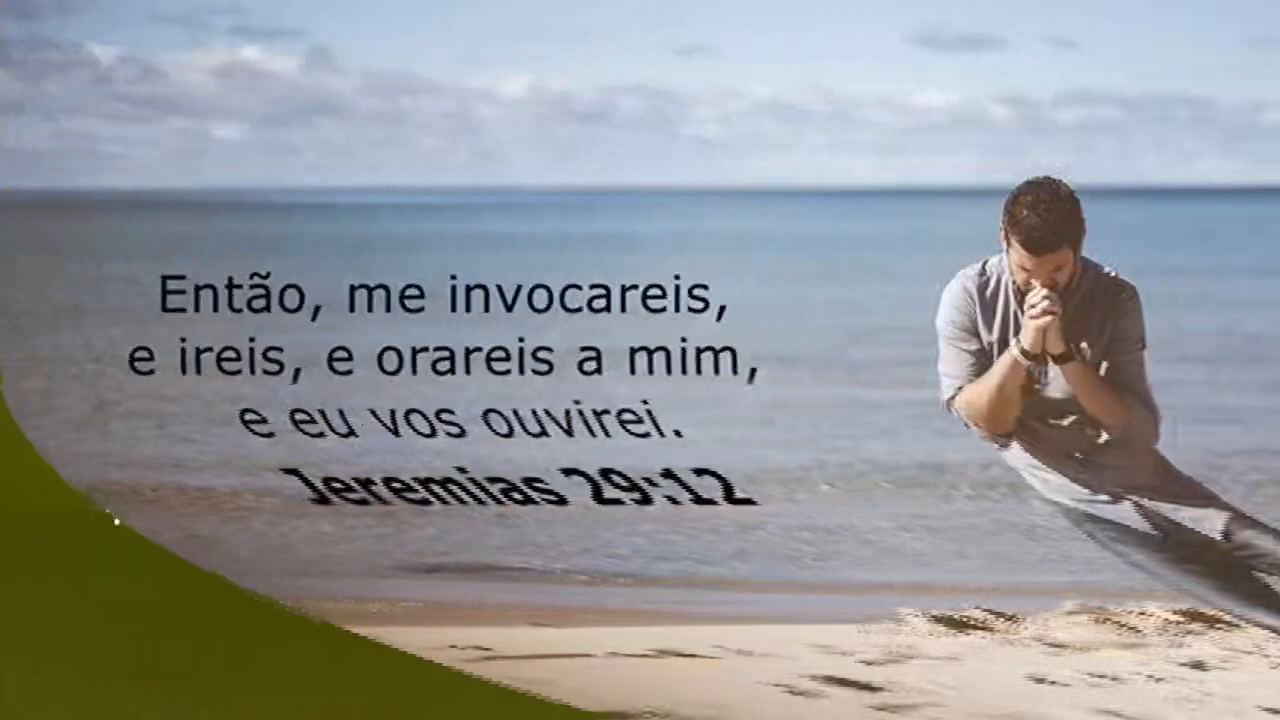 Então, me invocareis,
e ireis, e orareis a mim,
e eu vos ouvirei.
Jeremias 29:12